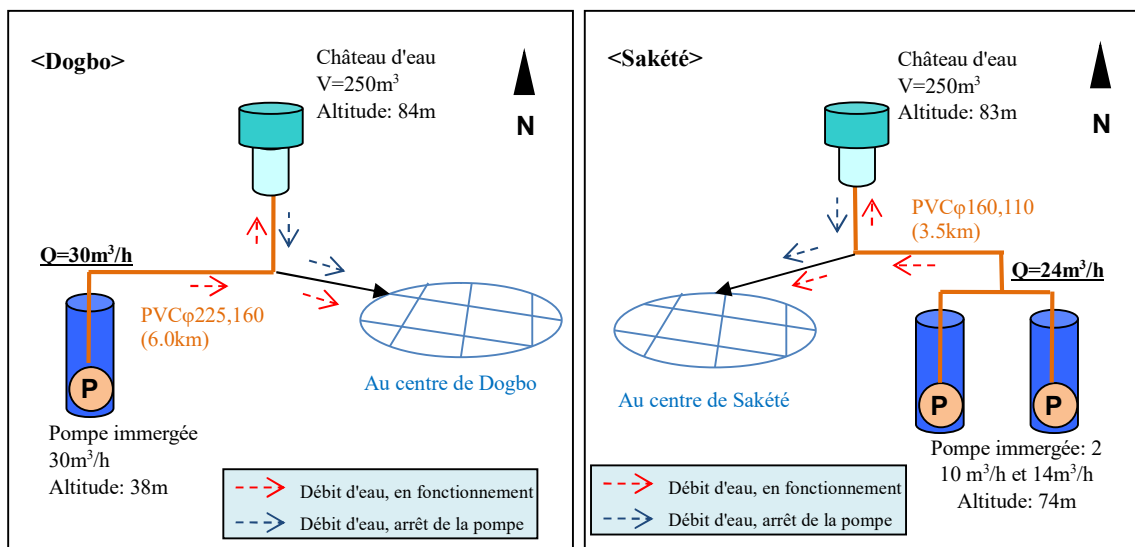 <Dogbo>
Château d'eau
V=250m³
Altitude: 84m
N
Q=30m³/h
PVCφ225,160
(6.0km)
P
Au centre de Dogbo
Pompe immergée
30m³/h
Altitude: 38m
Débit d'eau, en fonctionnement
Débit d'eau, arrêt de la pompe
<Sakété>
Château d'eau
V=250m³
Altitude: 83m
N
PVCφ160,110
(3.5km)
Q=24m³/h
Au centre de Sakété
P
P
Pompe immergée: 2
10 m³/h et 14m³/h
Altitude: 74m
Débit d'eau, en fonctionnement
Débit d'eau, arrêt de la pompe